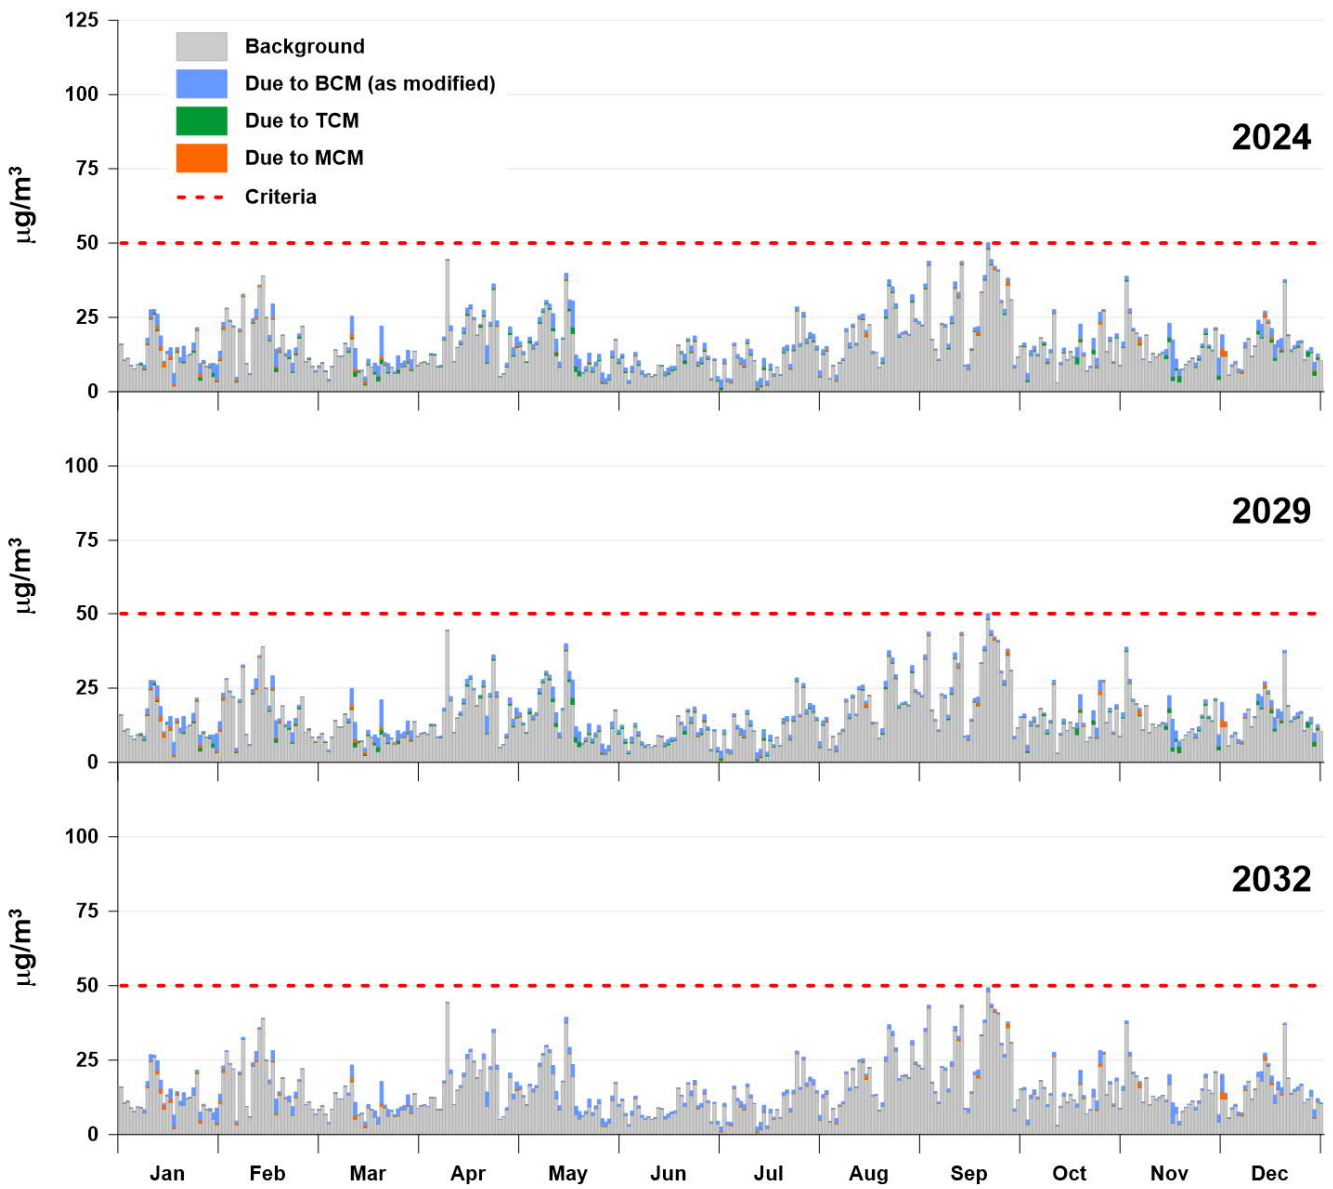 125
100
75
50
25
0
µg/m³
Background
Due to BCM (as modified)
Due to TCM
Due to MCM
Criteria
2024
100
75
50
25
0
µg/m³
2029
100
75
50
25
0
µg/m³
2032
Jan Feb Mar Apr May Jun Jul Aug Sep Oct Nov Dec